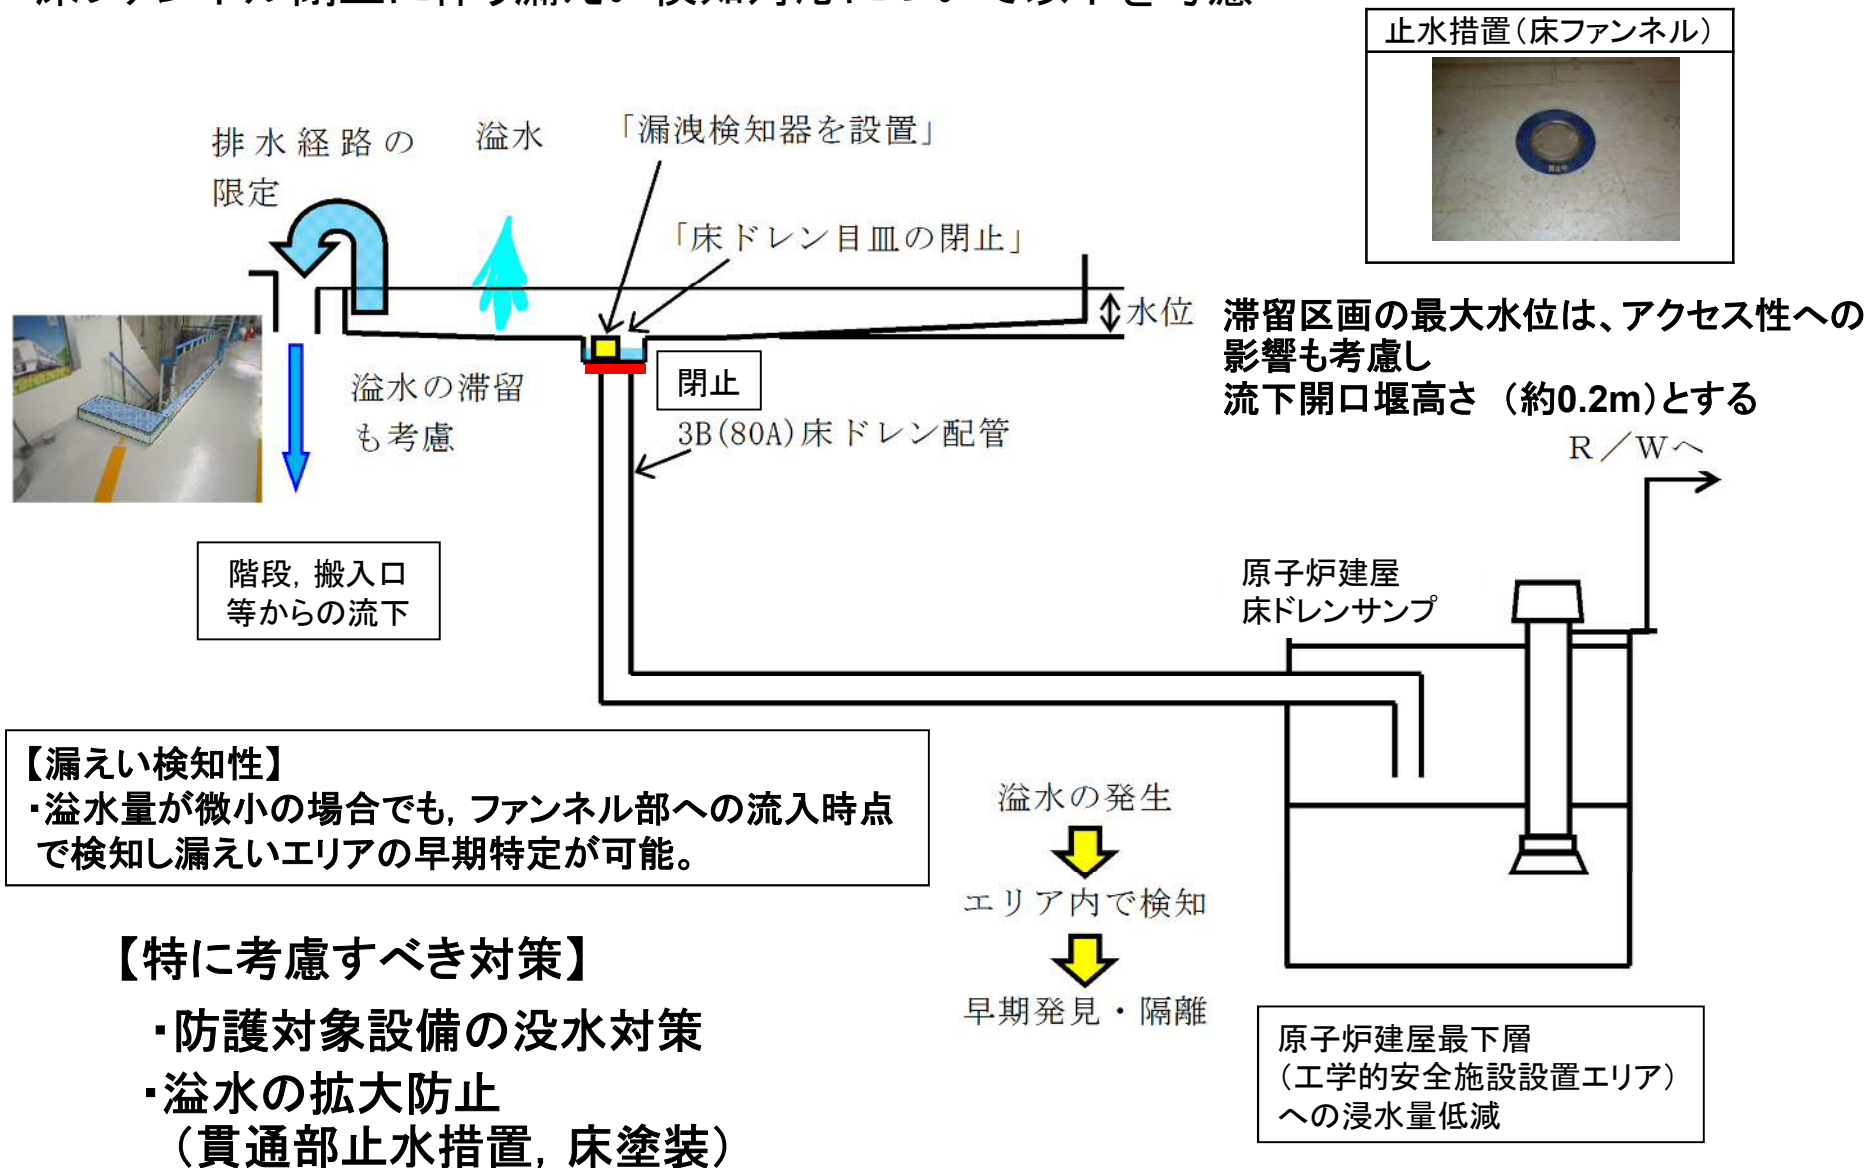 止水措置（床ファンネル）
排水経路の
限定
溢水
「漏洩検知器を設置」
「床ドレン目皿の閉止」
水位
滞留区画の最大水位は、アクセス性への
影響も考慮し
流下開口堰高さ （約0.2m）とする
溢水の滞留
も考慮
閉止
3B(80A)床ドレン配管
R／Wへ
階段，搬入口
等からの流下
原子炉建屋
床ドレンサンプ
【漏えい検知性】
・溢水量が微小の場合でも，ファンネル部への流入時点
で検知し漏えいエリアの早期特定が可能。
溢水の発生
エリア内で検知
早期発見・隔離
【特に考慮すべき対策】
・防護対象設備の没水対策
・溢水の拡大防止
（貫通部止水措置，床塗装）
原子炉建屋最下層
（工学的安全施設設置エリア）
への浸水量低減